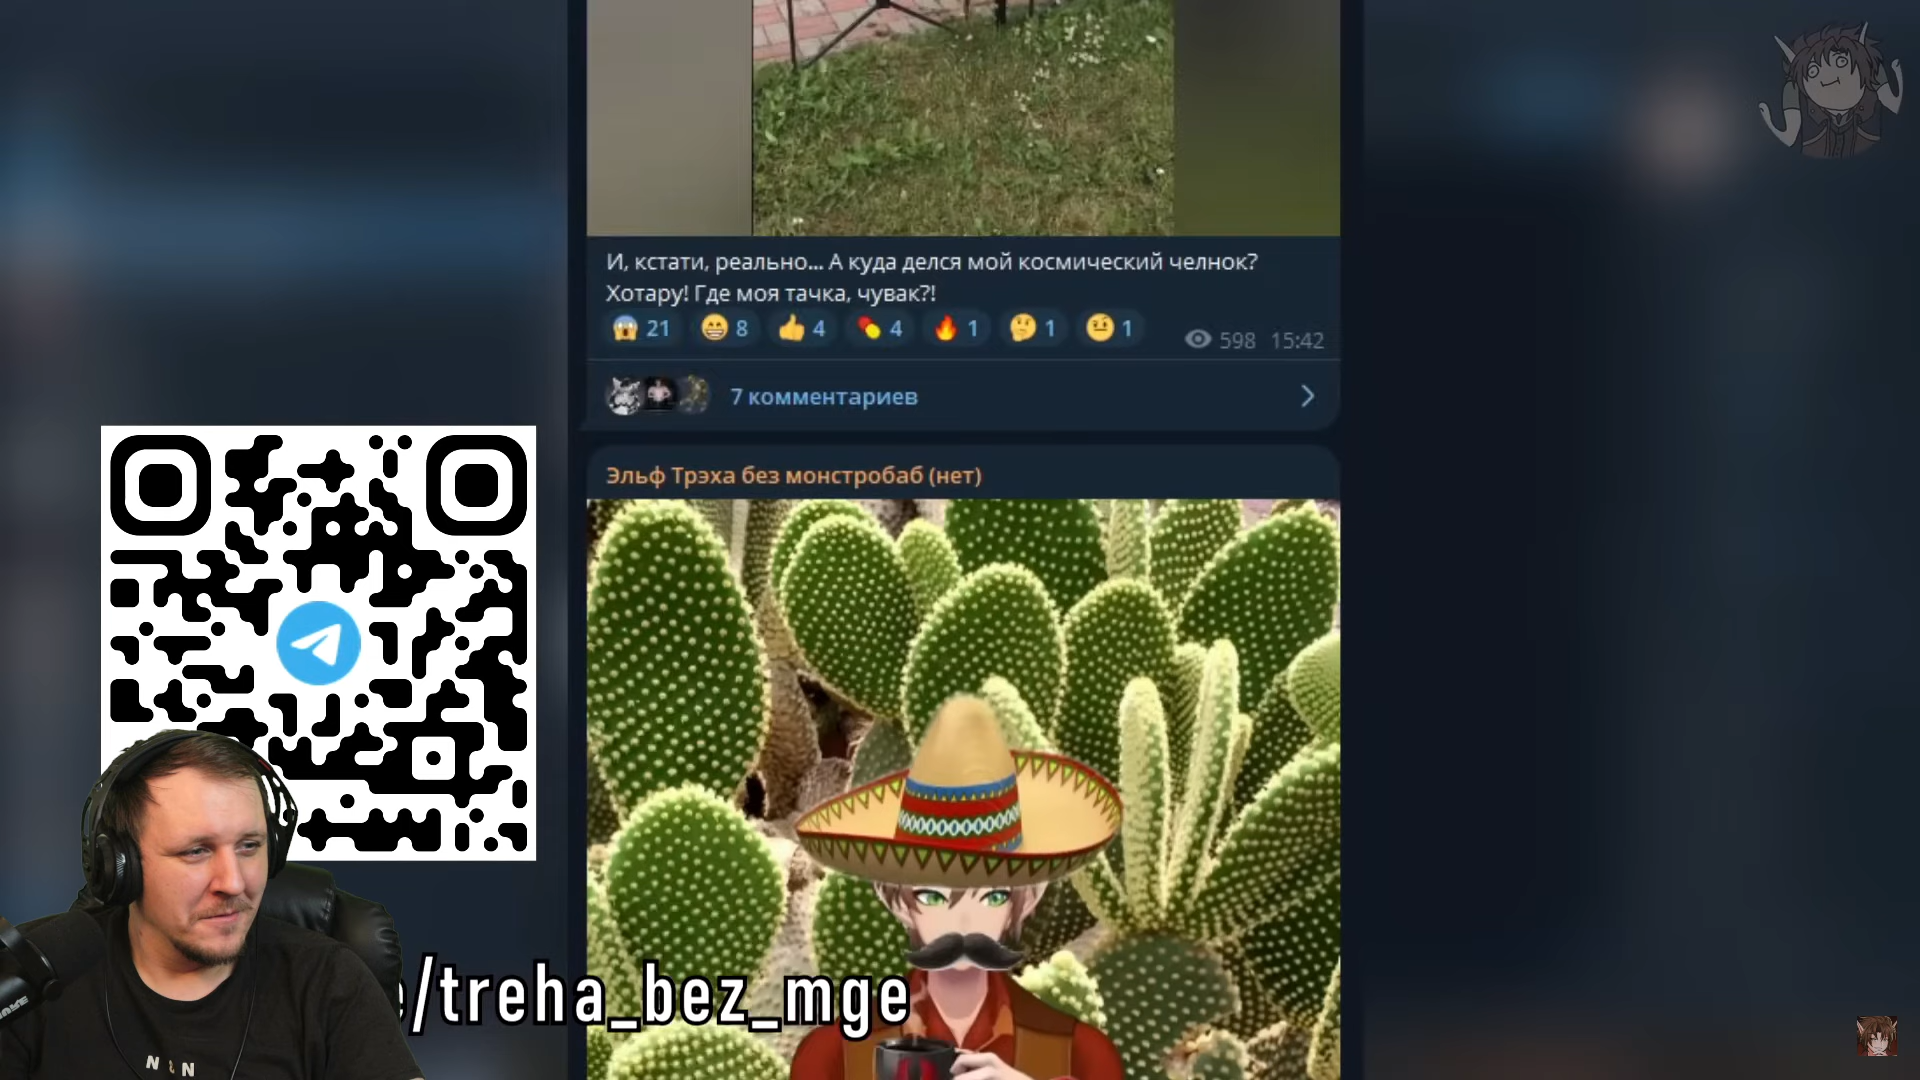 И, кстати, реально... А куда делся мой космический челнок?
Хотару! Где моя тачка, чувак?!
21 8 4 4 1 1 1
598 15:42
7 комментариев
Эльф Трэха без монстробаб (нет)
e/treha_bez_mge
N & N